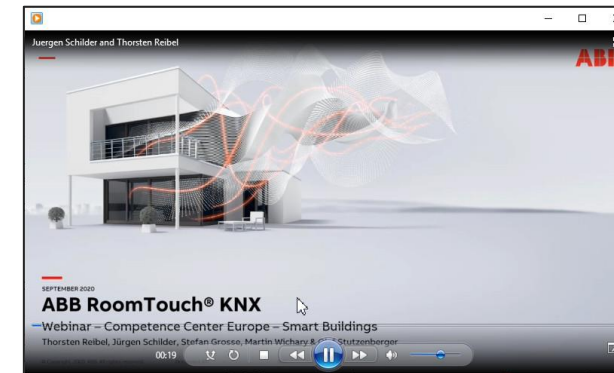 Juergen Schilder and Thorsten Reibel
ABB
SEPTEMBER 2020
ABB RoomTouch® KNX
Webinar – Competence Center Europe – Smart Buildings
Thorsten Reibel, Jürgen Schilder, Stefan Grosse, Martin Wichary & Stutzenberger
00:19